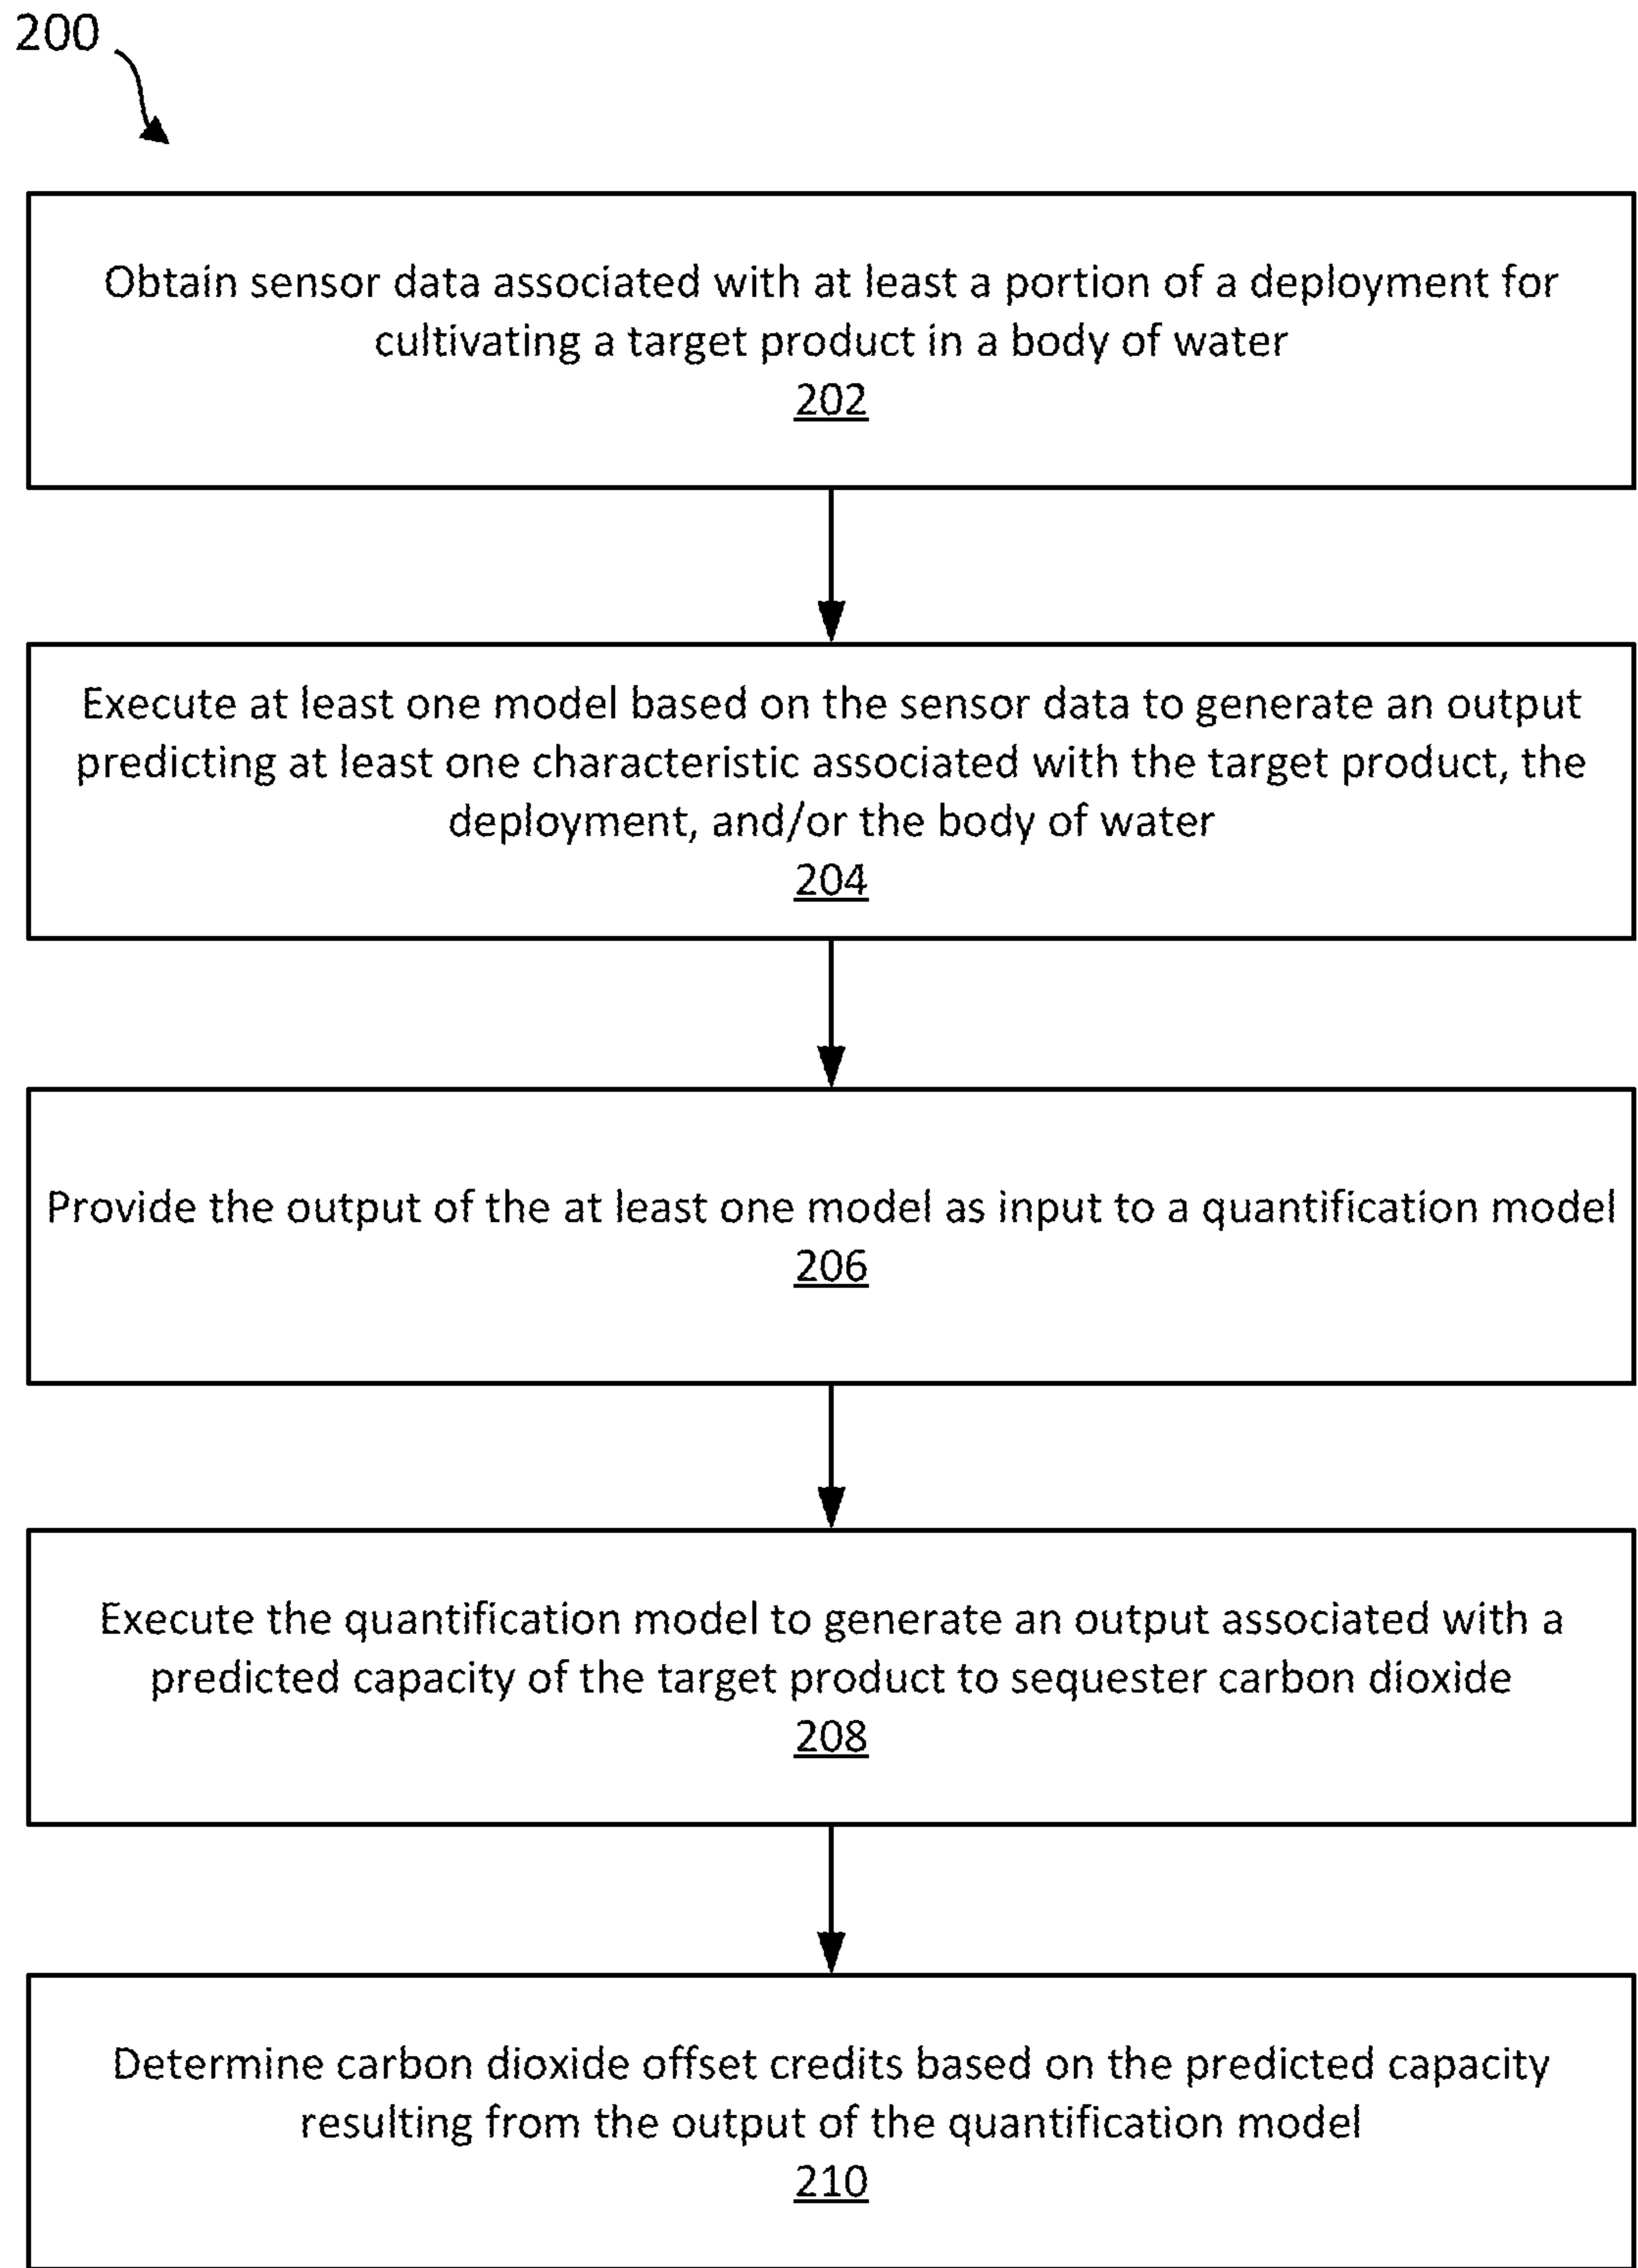 200
Obtain sensor data associated with at least a portion of a deployment for
cultivating a target product in a body of water
202
Execute at least one model based on the sensor data to generate an output
predicting at least one characteristic associated with the target product, the
deployment, and/or the body of water
204
Provide the output of the at least one model as input to a quantification model
206
Execute the quantification model to generate an output associated with a
predicted capacity of the target product to sequester carbon dioxide
208
Determine carbon dioxide offset credits based on the predicted capacity
resulting from the output of the quantification model
210